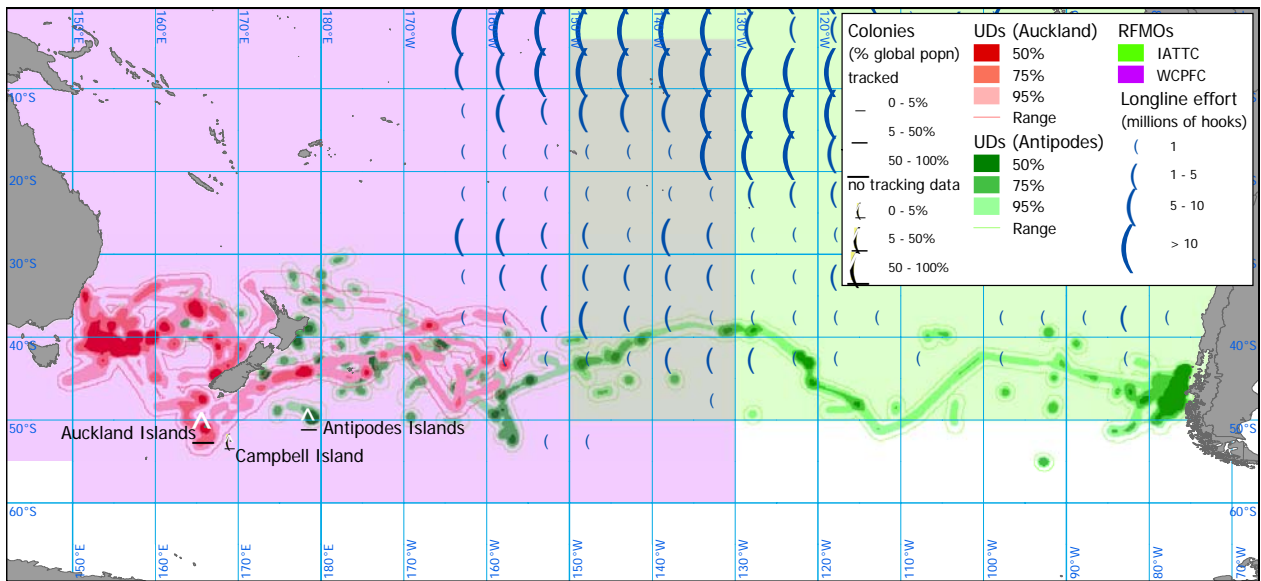 150°E 160°E 170°E 180°E 170°W 160°W 150°W 140°W 130°W 120°W
10°S
20°S
30°S
40°S 40°S
50°S 50°S
60°S 60°S
150°E 160°E 170°E 180°E 170°W 160°W 150°W 140°W 130°W 120°W 110°W 100°W 90°W 80°W 70°W
Auckland Islands
Campbell Island
Antipodes Islands
Colonies
(% global popn)
tracked
0 - 5%
5 - 50%
50 - 100%
no tracking data
0 - 5%
5 - 50%
50 - 100%
UDs (Auckland)
50%
75%
95%
Range
UDs (Antipodes)
50%
75%
95%
Range
RFMOs
IATTC
WCPFC
Longline effort
(millions of hooks)
1
1 - 5
5 - 10
> 10